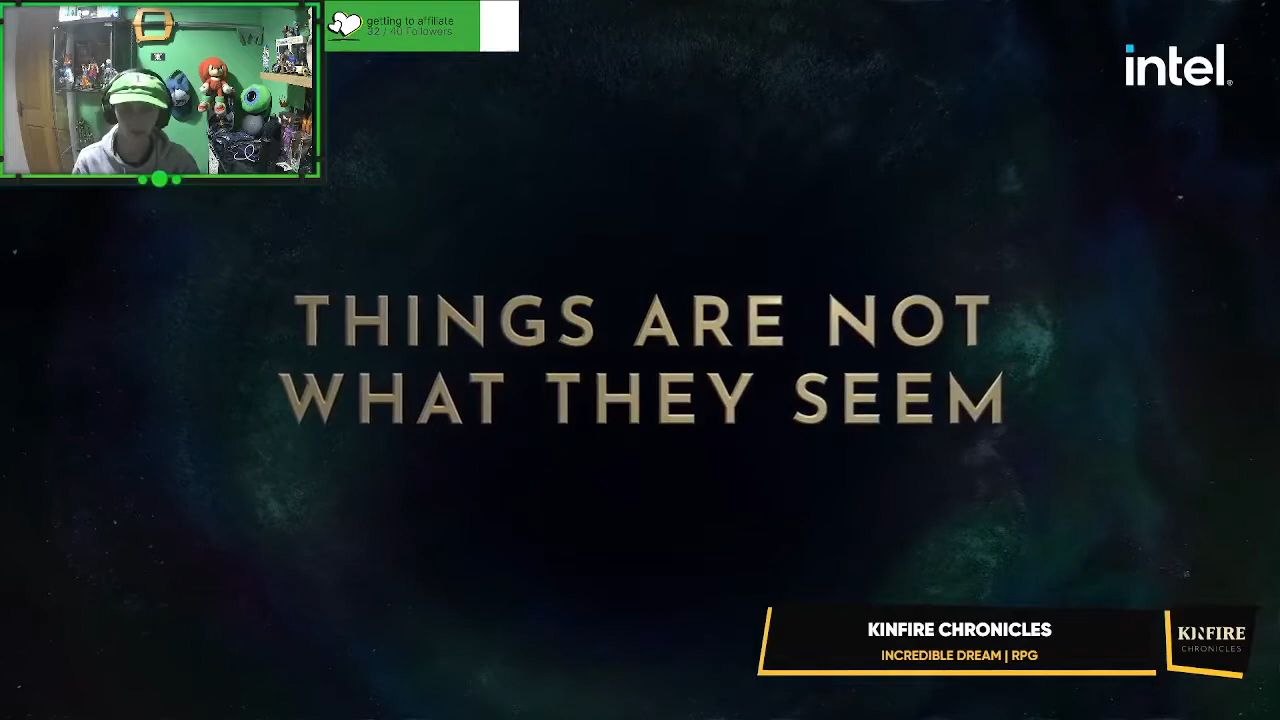 getting to affiliate
32 / 40 Followers
intel.
THINGS ARE NOT
WHAT THEY SEEM
KINFIRE CHRONICLES
INCREDIBLE DREAM | RPG
KINFIRE
CHRONICLES